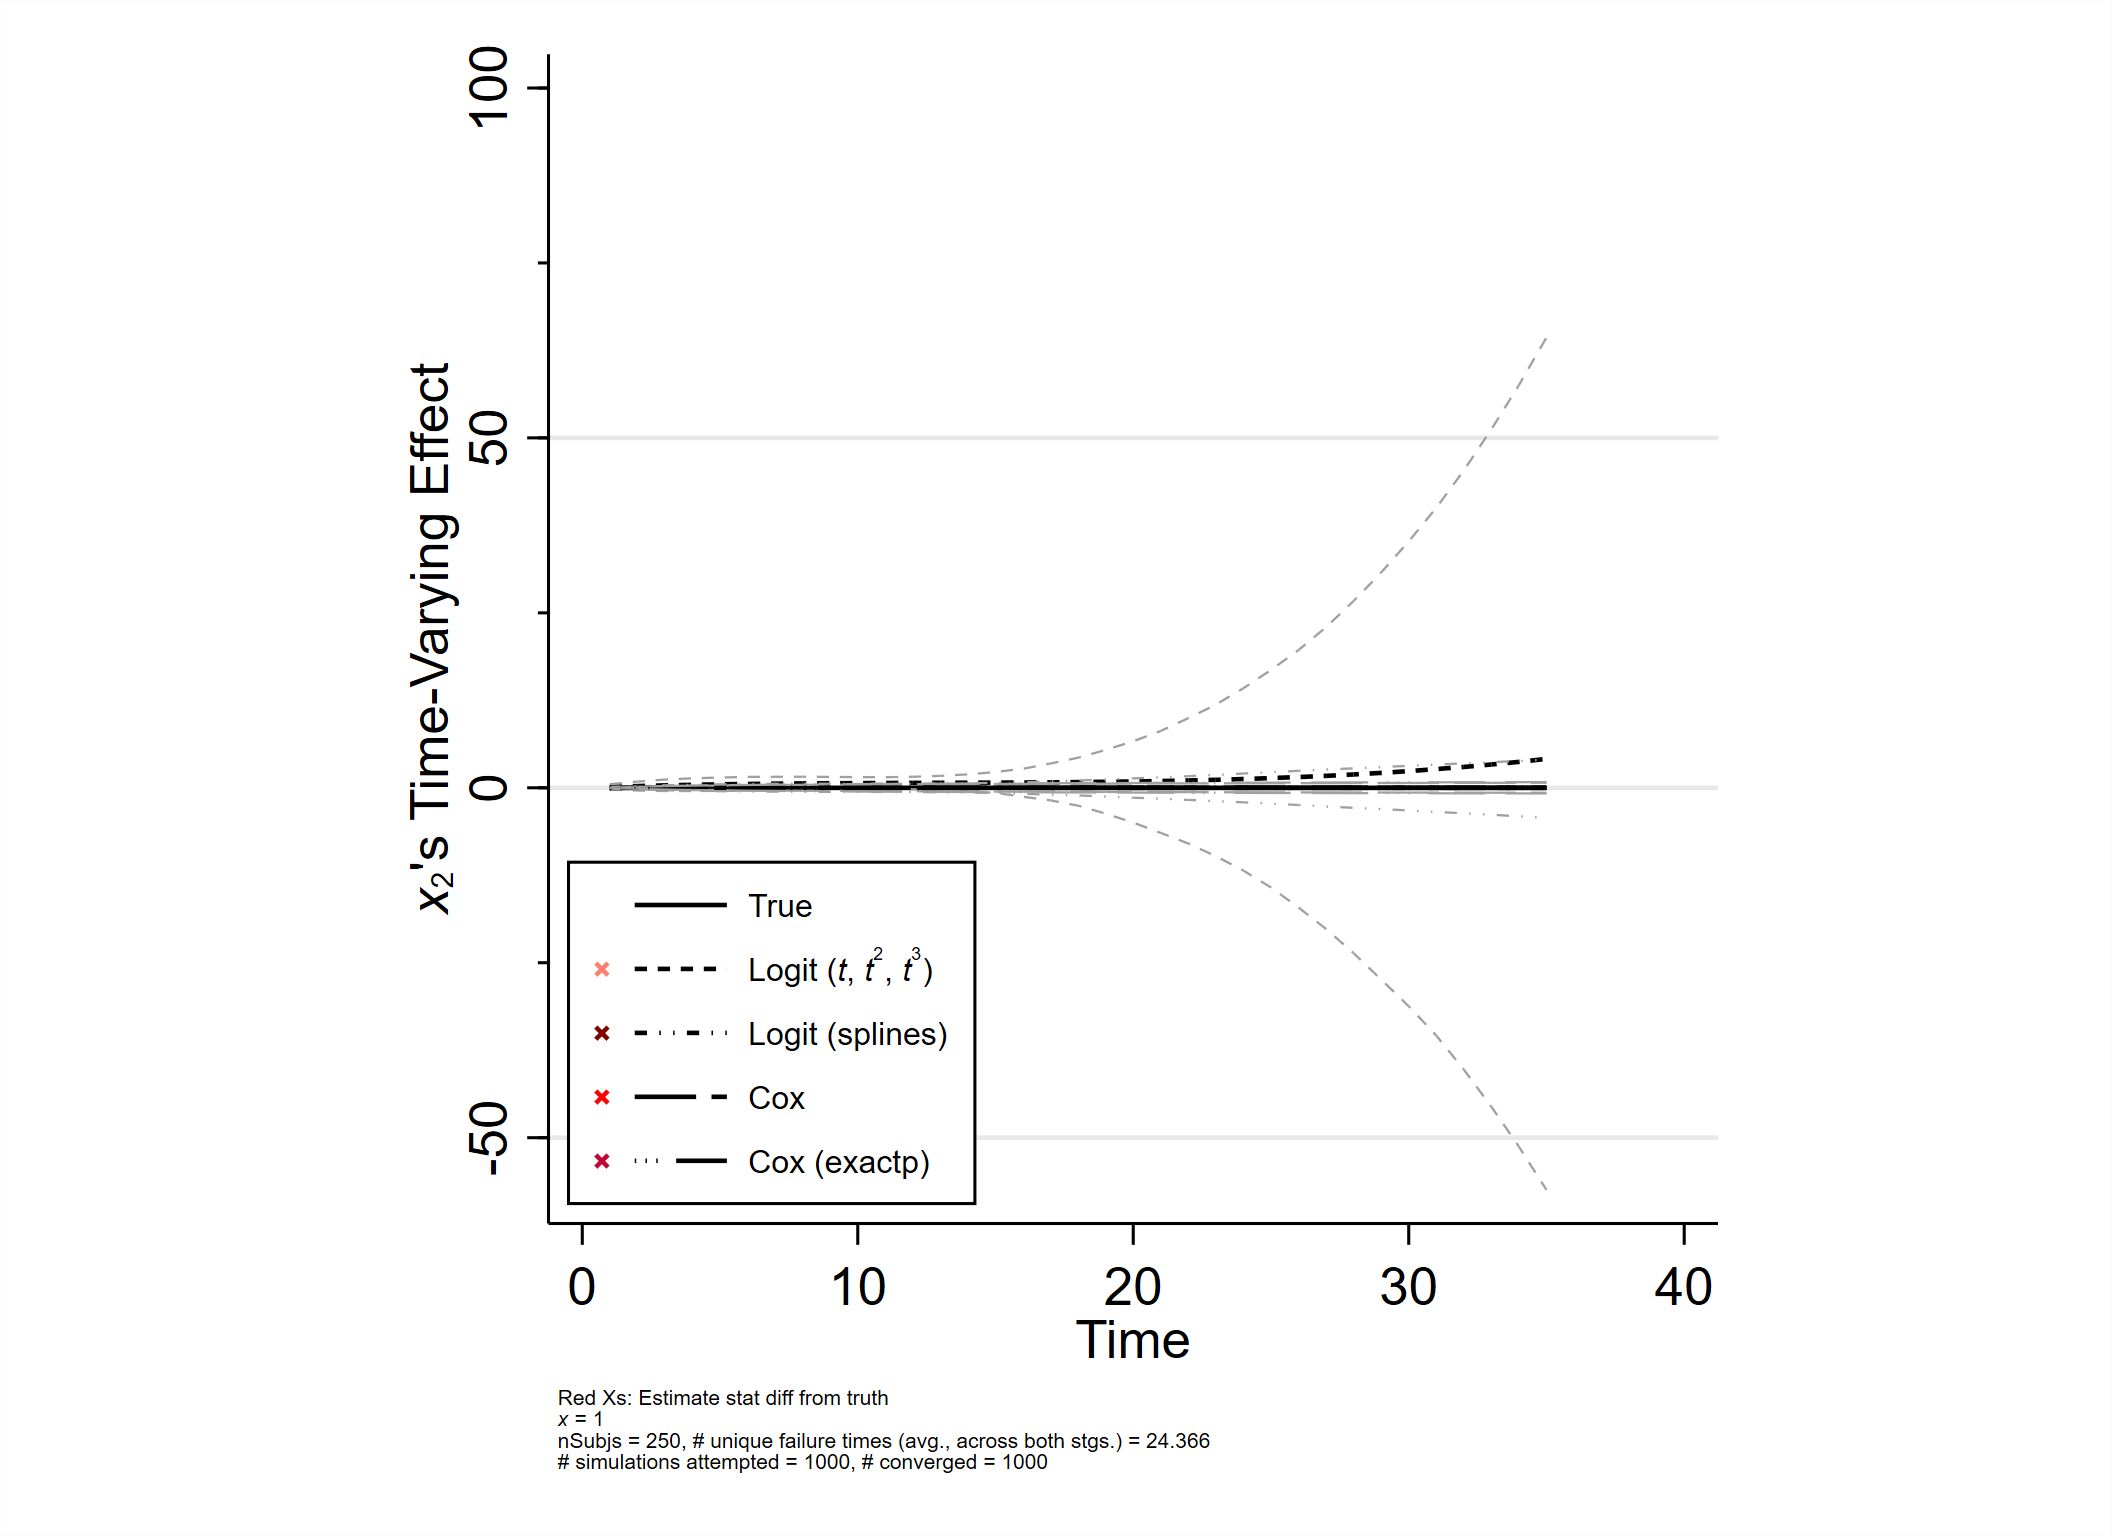 100
50
0
-50
x₂'s Time-Varying Effect
True
Logit (t, t², t³)
Logit (splines)
Cox
Cox (exactp)
0 10 20 30 40
Time
Red Xs: Estimate stat diff from truth
x = 1
nSubjs = 250, # unique failure times (avg., across both stgs.) = 24.366
# simulations attempted = 1000, # converged = 1000